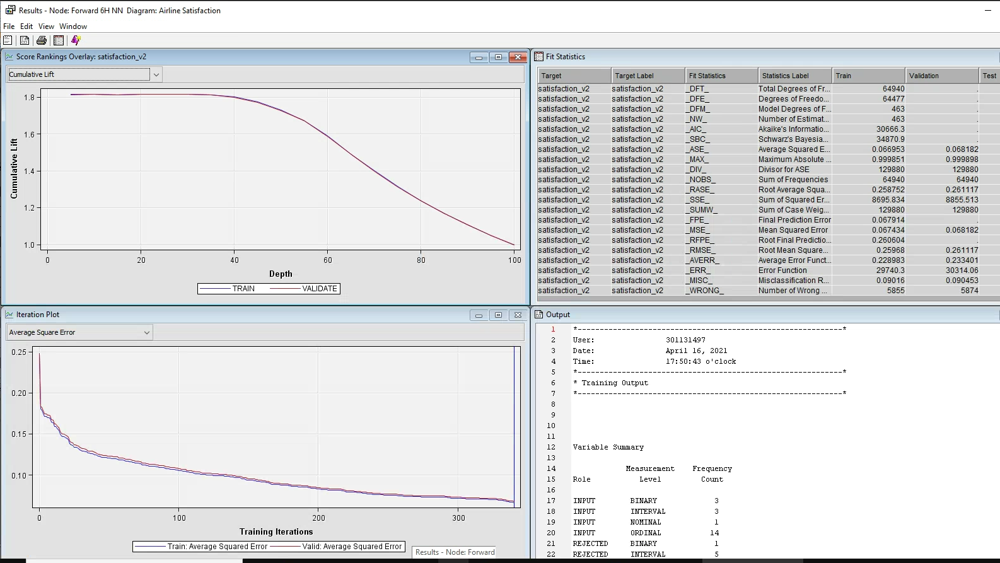 Results - Node: Forward 6H NN  Diagram: Airline Satisfaction
File Edit View Window
Score Rankings Overlay: satisfaction_v2
Cumulative Lift
1.8
1.6
1.4
1.2
1.0
Cumulative Lift
0 20 40 60 80 100
Depth
TRAIN VALIDATE
Fit Statistics
Target Target Label Fit Statistics Statistics Label Train Validation Test
satisfaction_v2 satisfaction_v2 _DFT_ Total Degrees of Fr... 64940 .
satisfaction_v2 satisfaction_v2 _DFE_ Degrees of Freedo... 64477 .
satisfaction_v2 satisfaction_v2 _DFM_ Model Degrees of F... 463 .
satisfaction_v2 satisfaction_v2 _NW_ Number of Estimat... 463 .
satisfaction_v2 satisfaction_v2 _AIC_ Akaike's Informatio... 30666.3 .
satisfaction_v2 satisfaction_v2 _SBC_ Schwarz's Bayesia... 34870.9 .
satisfaction_v2 satisfaction_v2 _ASE_ Average Squared E... 0.066953 0.068182
satisfaction_v2 satisfaction_v2 _MAX_ Maximum Absolute ... 0.999851 0.999898
satisfaction_v2 satisfaction_v2 _DIV_ Divisor for ASE 129880 129880
satisfaction_v2 satisfaction_v2 _NOBS_ Sum of Frequencies 64940 64940
satisfaction_v2 satisfaction_v2 _RASE_ Root Average Squa... 0.258752 0.261117
satisfaction_v2 satisfaction_v2 _SSE_ Sum of Squared Er... 8695.834 8855.513
satisfaction_v2 satisfaction_v2 _SUMW_ Sum of Case Weig... 129880 129880
satisfaction_v2 satisfaction_v2 _FPE_ Final Prediction Error 0.067914 .
satisfaction_v2 satisfaction_v2 _MSE_ Mean Squared Error 0.067434 0.068182
satisfaction_v2 satisfaction_v2 _RFPE_ Root Final Predictio... 0.260604 .
satisfaction_v2 satisfaction_v2 _RMSE_ Root Mean Square... 0.25968 0.261117
satisfaction_v2 satisfaction_v2 _AVERR_ Average Error Funct... 0.228983 0.233401
satisfaction_v2 satisfaction_v2 _ERR_ Error Function 29740.3 30314.06
satisfaction_v2 satisfaction_v2 _MISC_ Misclassification R... 0.09016 0.090453
satisfaction_v2 satisfaction_v2 _WRONG_ Number of Wrong ... 5855 5874
Iteration Plot
Average Square Error
0.25
0.20
0.15
0.10
0 100 200 300
Training Iterations
Train: Average Squared Error Valid: Average Squared Error
Results - Node: Forward
Output
1 *------------------------------------------------------------*
2 User: 301131497
3 Date: April 16, 2021
4 Time: 17:50:43 o'clock
5 *------------------------------------------------------------*
6 * Training Output
7 *------------------------------------------------------------*
8
9
10
11
12 Variable Summary
13
14 Measurement Frequency
15 Role Level Count
16
17 INPUT BINARY 3
18 INPUT INTERVAL 3
19 INPUT NOMINAL 1
20 INPUT ORDINAL 14
21 REJECTED BINARY 1
22 REJECTED INTERVAL 5